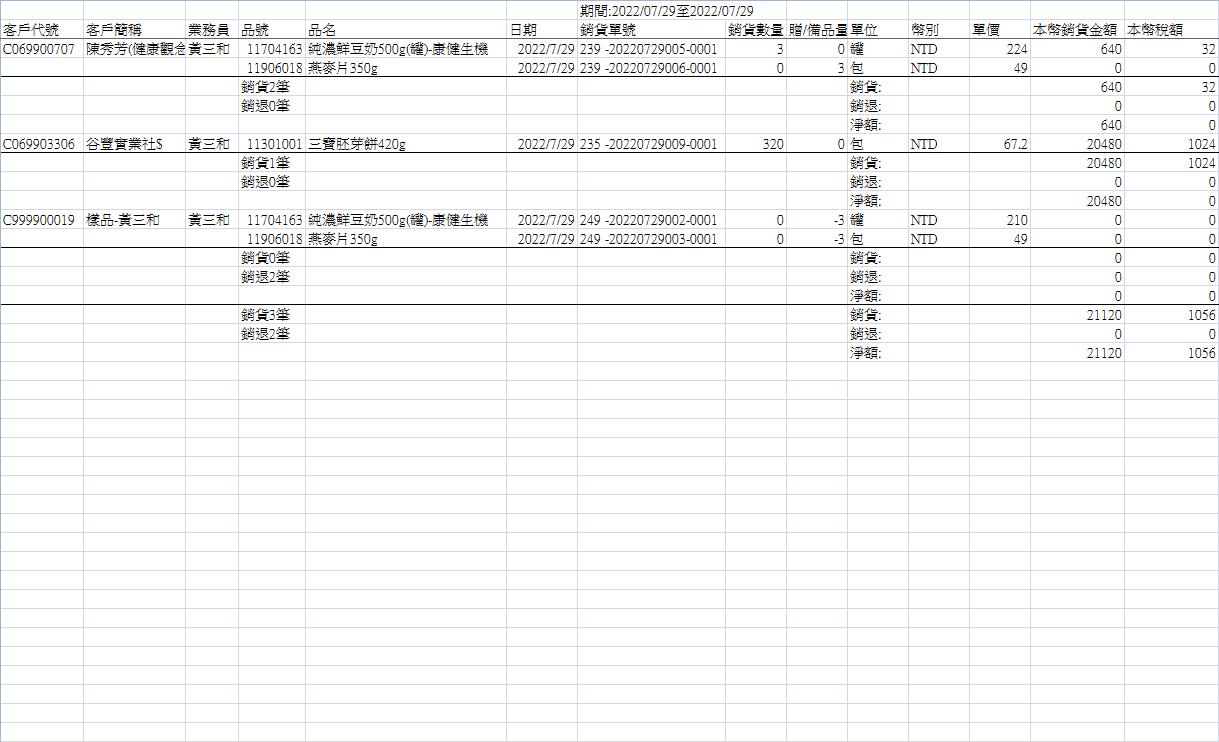 期間:2022/07/29至2022/07/29
客戶代號 客戶簡稱 業務員 品號 品名 日期 銷貨單號 銷貨數量 贈/備品量 單位 幣別 單價 本幣銷貨金額 本幣稅額
C069900707 陳秀芳(健康觀念 黃三和 11704163 純濃鮮豆奶500g(罐)-康健生機 2022/7/29 239 -20220729005-0001 3 0 罐 NTD 224 640 32
11906018 燕麥片350g 2022/7/29 239 -20220729006-0001 0 3 包 NTD 49 0 0
銷貨2筆 銷貨: 640 32
銷退0筆 銷退: 0 0
淨額: 640 0
C069903306 谷豐實業社$ 黃三和 11301001 三寶胚芽餅420g 2022/7/29 235 -20220729009-0001 320 0 包 NTD 67.2 20480 1024
銷貨1筆 銷貨: 20480 1024
銷退0筆 銷退: 0 0
淨額: 20480 0
C999900019 樣品-黃三和 黃三和 11704163 純濃鮮豆奶500g(罐)-康健生機 2022/7/29 249 -20220729002-0001 0 -3 罐 NTD 210 0 0
11906018 燕麥片350g 2022/7/29 249 -20220729003-0001 0 -3 包 NTD 49 0 0
銷貨0筆 銷貨: 0 0
銷退2筆 銷退: 0 0
淨額: 0 0
銷貨3筆 銷貨: 21120 1056
銷退2筆 銷退: 0 0
淨額: 21120 1056